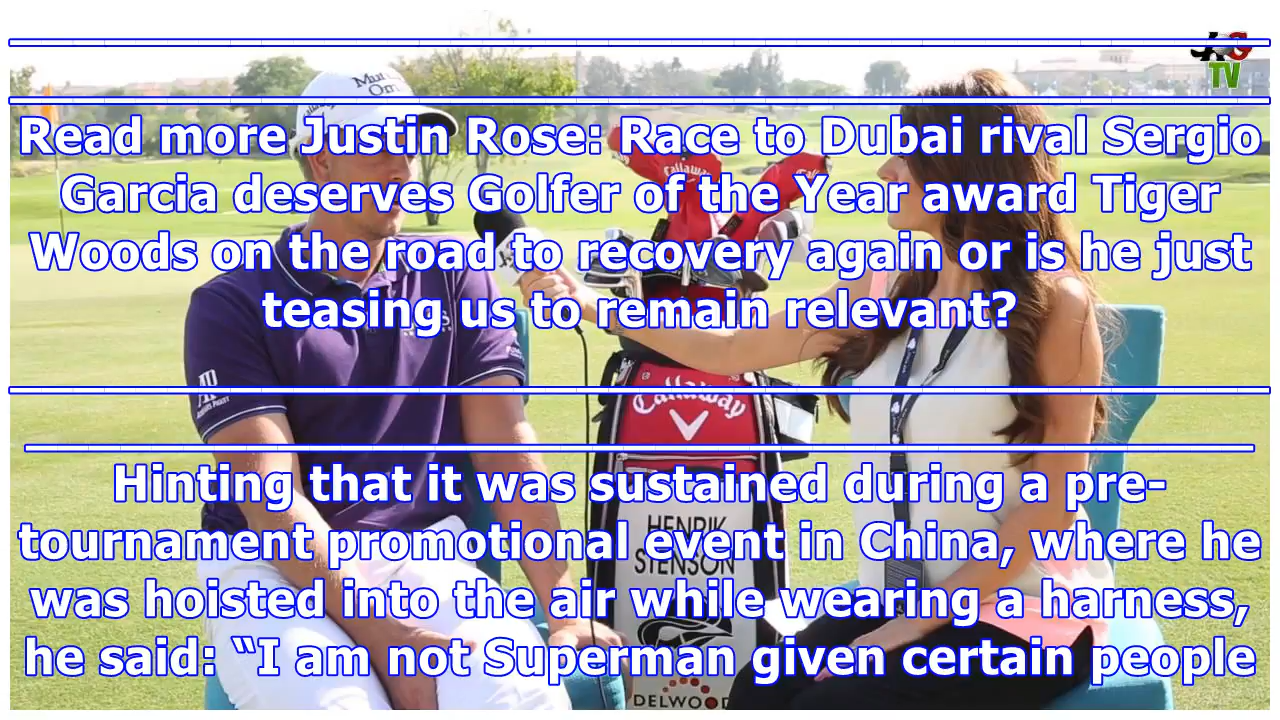 TV
Mutual
Om
Read more Justin Rose: Race to Dubai rival Sergio
Garcia deserves Golfer of the Year award Tiger
Woods on the road to recovery again or is he just
teasing us to remain relevant?
Callaway
HENRIK
STENSON
Hinting that it was sustained during a pre-
tournament promotional event in China, where he
was hoisted into the air while wearing a harness,
he said: “I am not Superman given certain people
DELWOOD